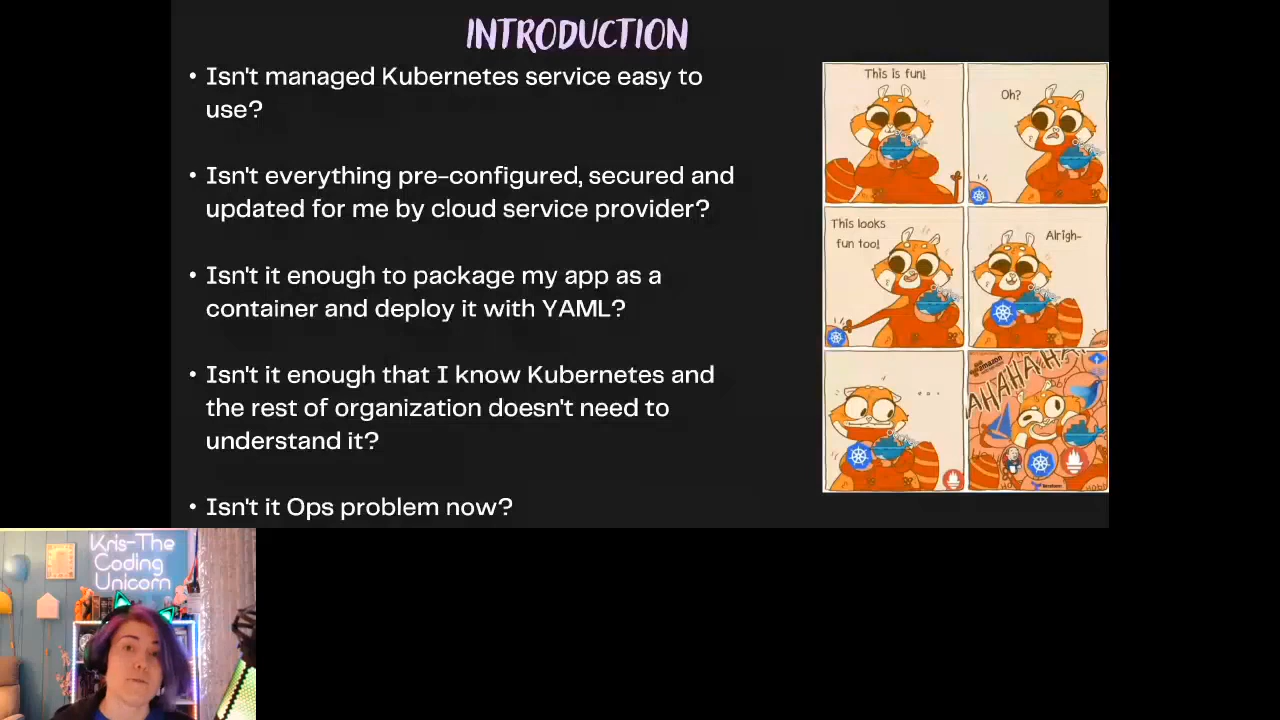 INTRODUCTION
• Isn't managed Kubernetes service easy to
use?
• Isn't everything pre-configured, secured and
updated for me by cloud service provider?
• Isn't it enough to package my app as a
container and deploy it with YAML?
• Isn't it enough that I know Kubernetes and
the rest of organization doesn't need to
understand it?
• Isn't it Ops problem now?
This is fun!
Oh?
This looks
fun too!
Alrigh-
...
AHAHAHAHA
amazon
Kris-The
Coding
Unicorn